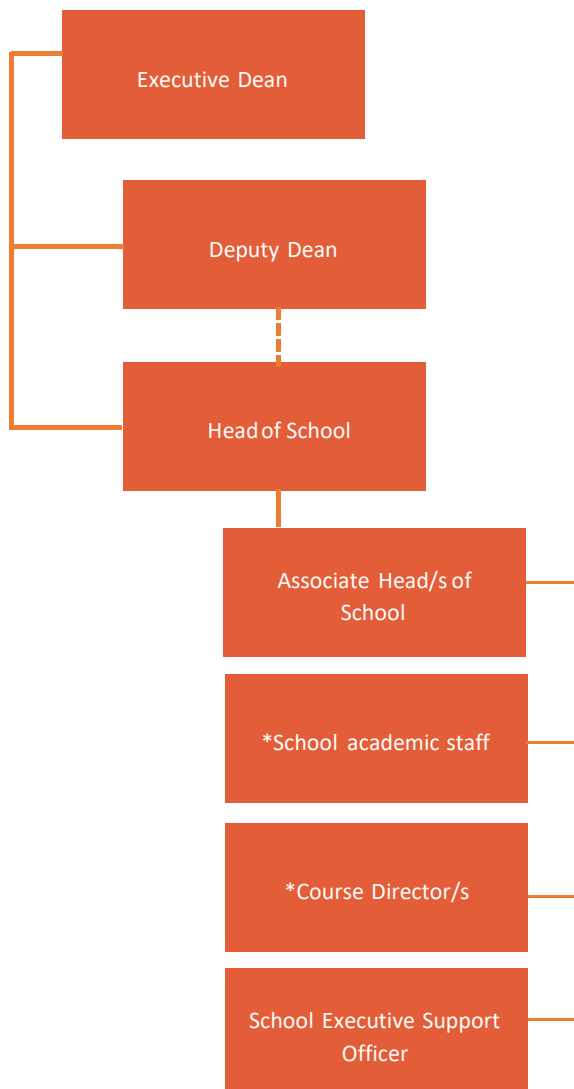 Executive Dean
Deputy Dean
Head of School
Associate Head/s of
School
*School academic staff
*Course Director/s
School Executive Support
Officer